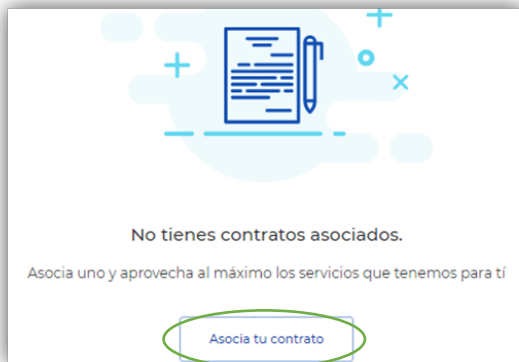 No tienes contratos asociados.
Asocia uno y aprovecha al máximo los servicios que tenemos para tí
Asocia tu contrato